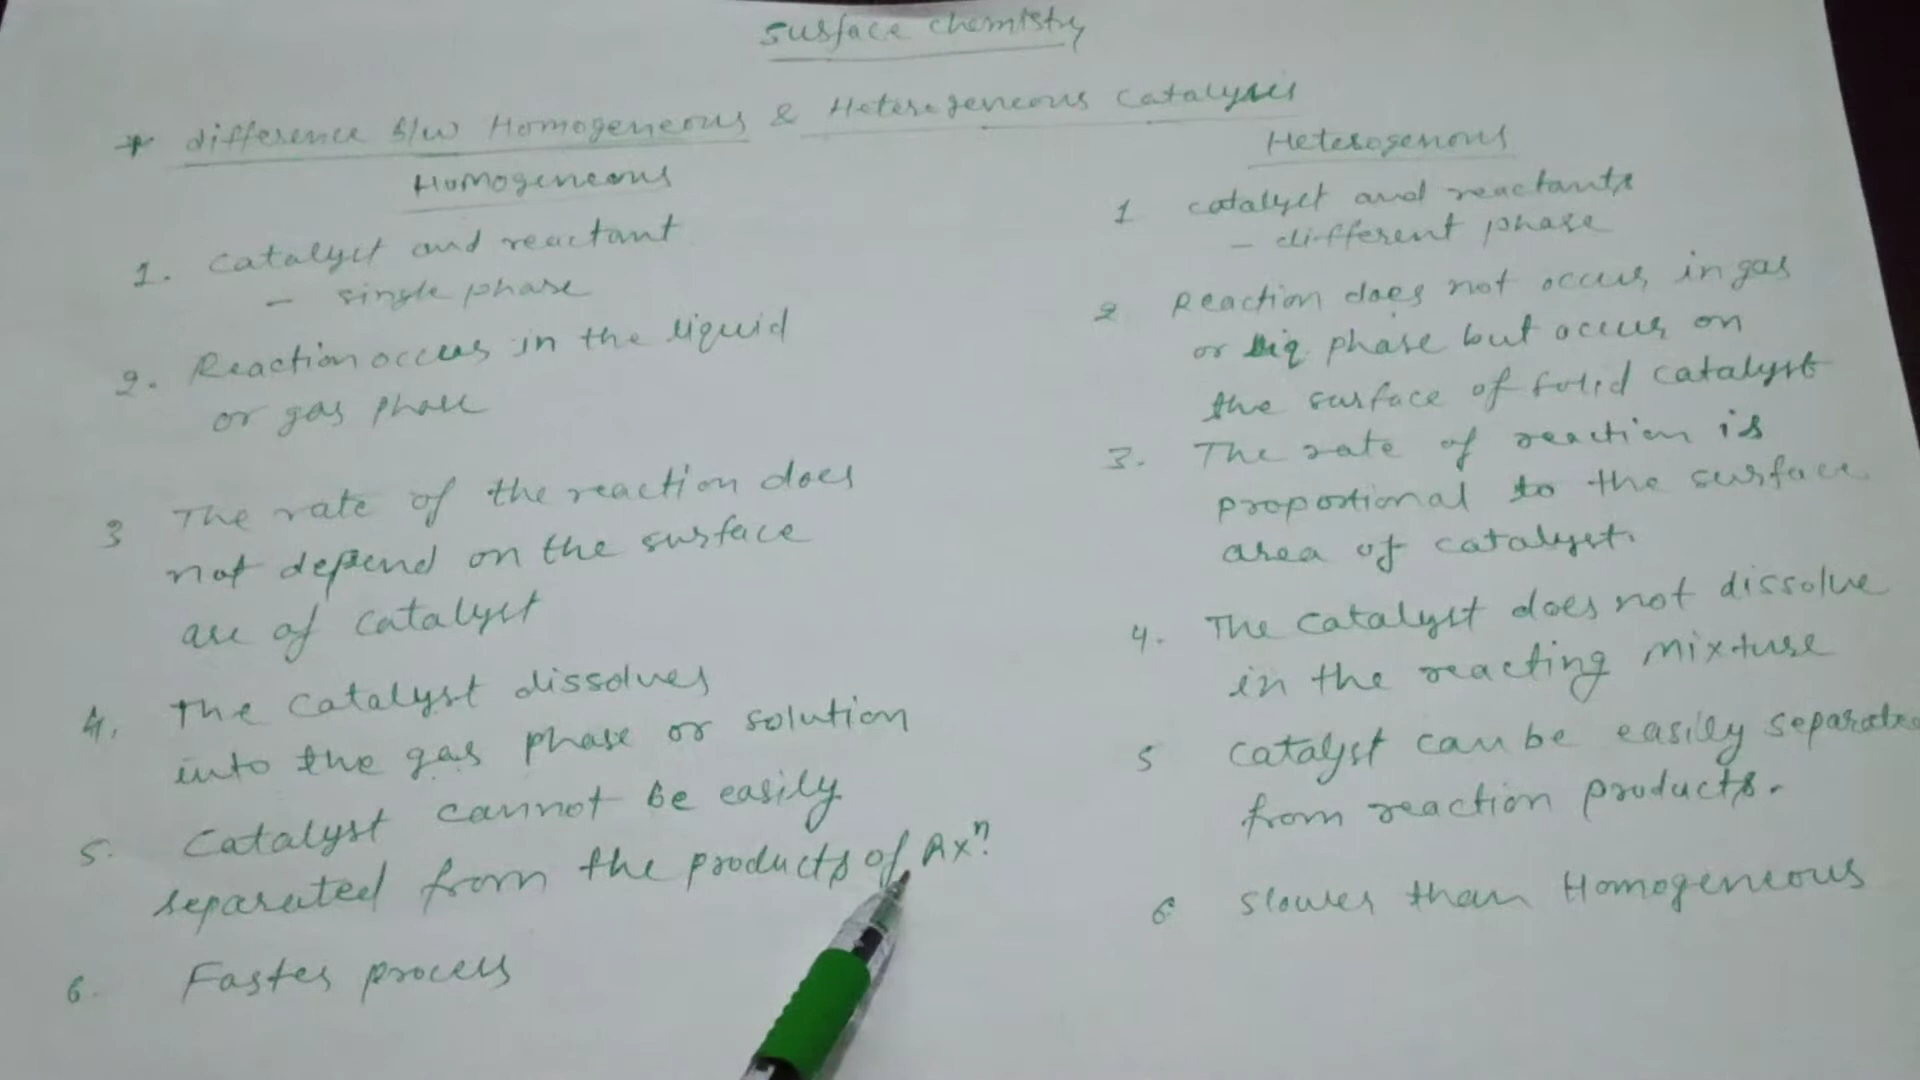 Surface chemistry
* difference b/w Homogeneous & Heterogeneous Catalysis
Homogeneous
1. Catalyst and reactant
- single phase
2. Reaction occurs in the liquid
or gas phase
3 The rate of the reaction does
not depend on the surface
are of catalyst
4. The catalyst dissolves
into the gas phase or solution
5. Catalyst cannot be easily
separated from the products of Rxn.
6. Faster process
Heterogenous
1 catalyst and reactants
- different phase
2 Reaction does not occurs in gas
or liq. phase but occurs on
the surface of solid catalyst
3. The rate of reaction is
proportional to the surface
area of catalyst.
4. The catalyst does not dissolve
in the reacting mixture
5 Catalyst can be easily separated
from reaction products.
6 Slower than Homogeneous